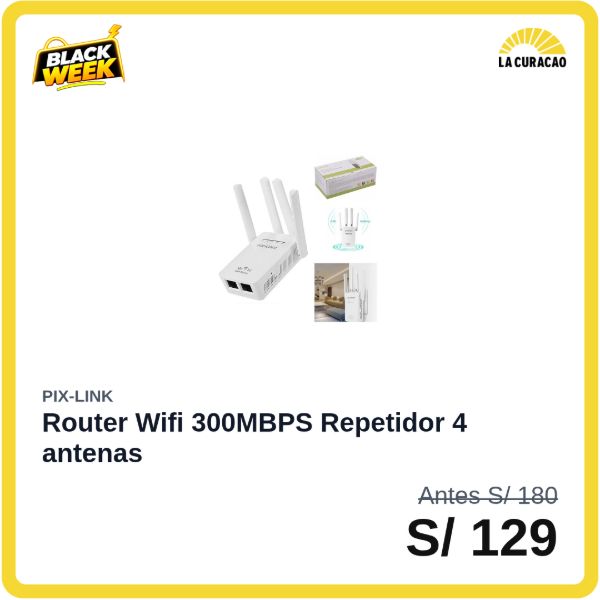 BLACK
WEEK
LA CURACAO
PIX-LINK
Router Wifi 300MBPS Repetidor 4
antenas
Antes S/ 180
S/ 129